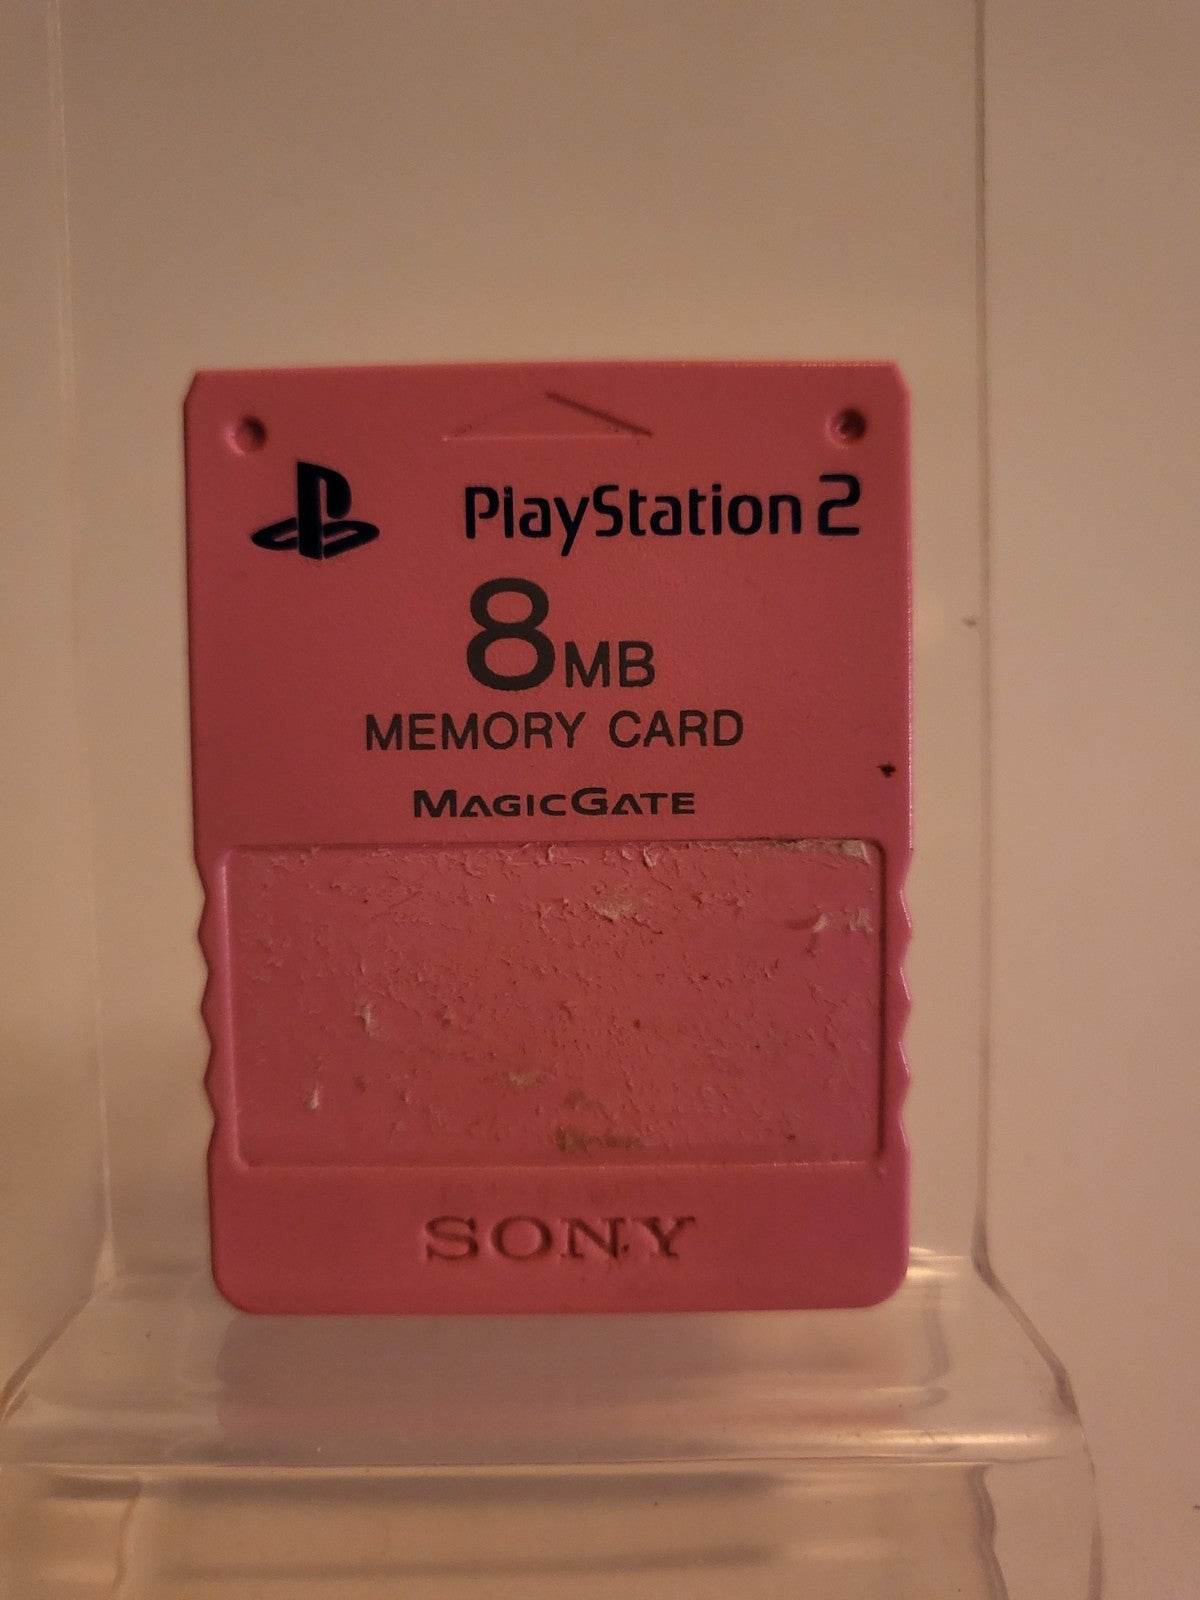 PlayStation 2
8MB
MEMORY CARD
MAGICGATE
SONY